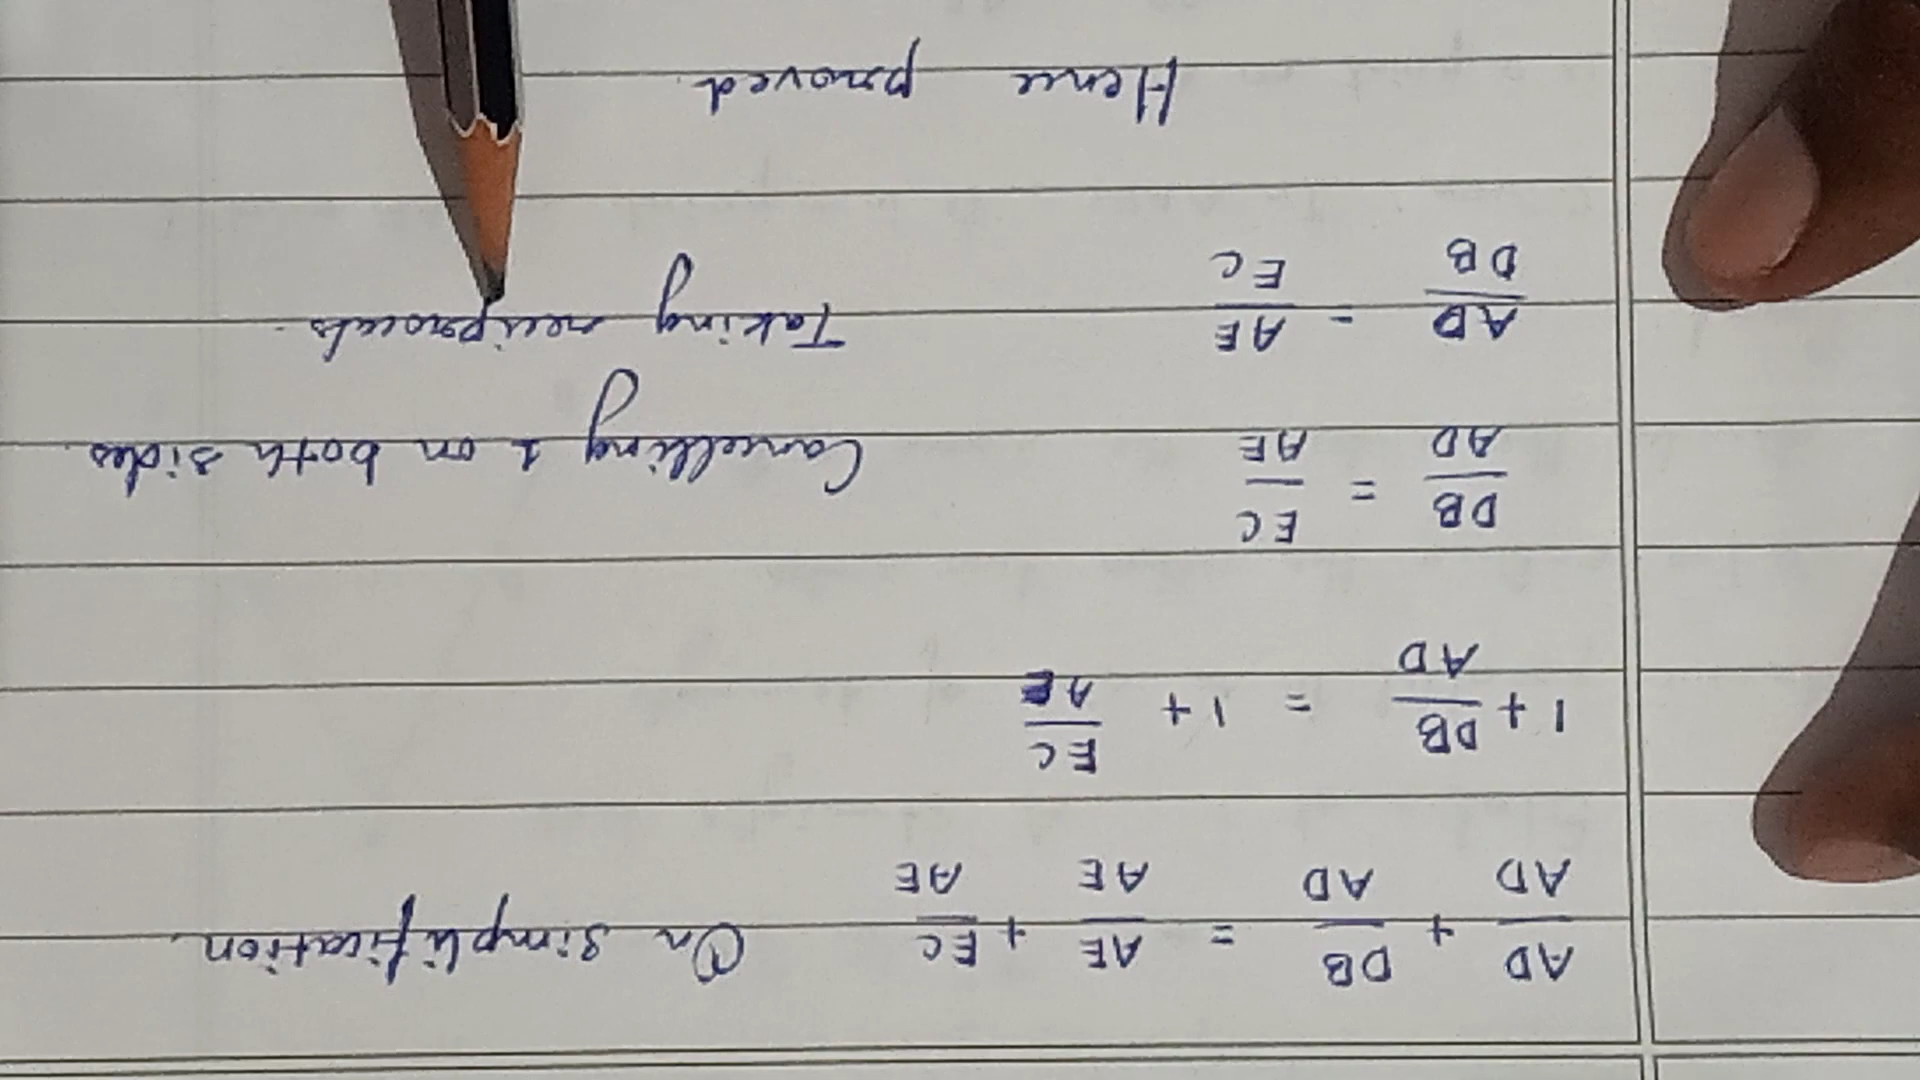 AD/AD + DB/AD = AE/AE + EC/AE On simplification.
1 + DB/AD = 1 + EC/AE
DB/AD = EC/AE Cancelling 1 on both sides.
AD/DB = AE/EC Taking reciprocals.
Hence proved.